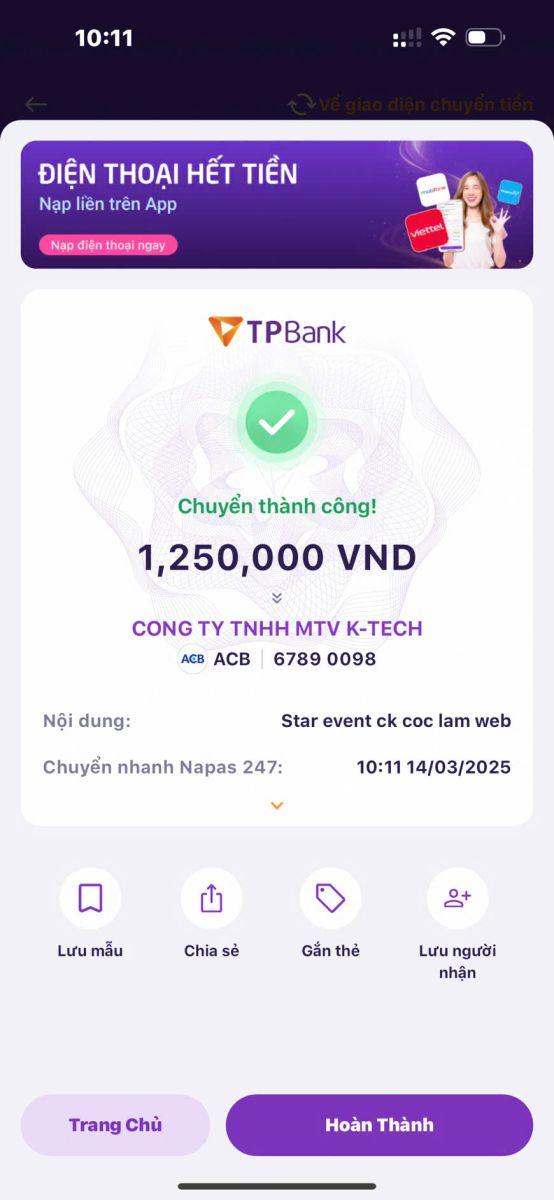 10:11
Về giao diện chuyển tiền
ĐIỆN THOẠI HẾT TIỀN
Nạp liền trên App
mobifone
viettel
Nạp điện thoại ngay
TPBank
Chuyển thành công!
1,250,000 VND
CONG TY TNHH MTV K-TECH
ACB ACB | 6789 0098
Nội dung: Star event ck coc lam web
Chuyển nhanh Napas 247: 10:11 14/03/2025
Lưu mẫu Chia sẻ Gắn thẻ Lưu người
nhận
Trang Chủ Hoàn Thành